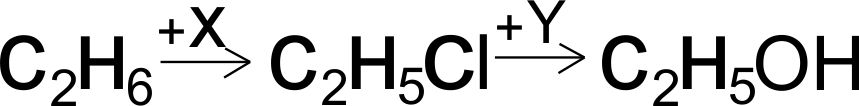 C₂H₆ +X → C₂H₅Cl +Y → C₂H₅OH